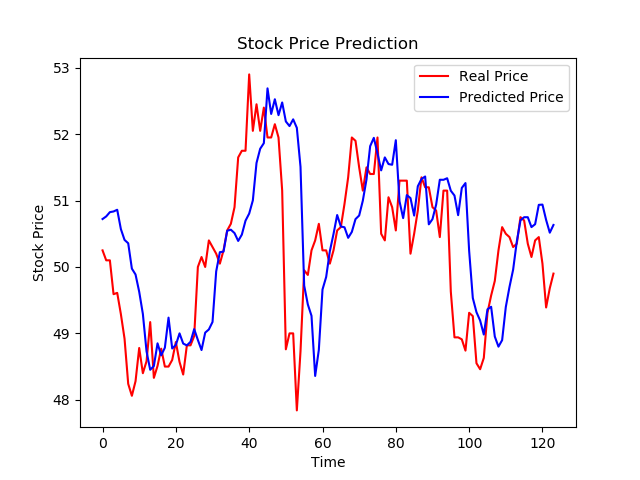 Stock Price Prediction
Real Price
Predicted Price
Stock Price
53
52
51
50
49
48
0 20 40 60 80 100 120
Time